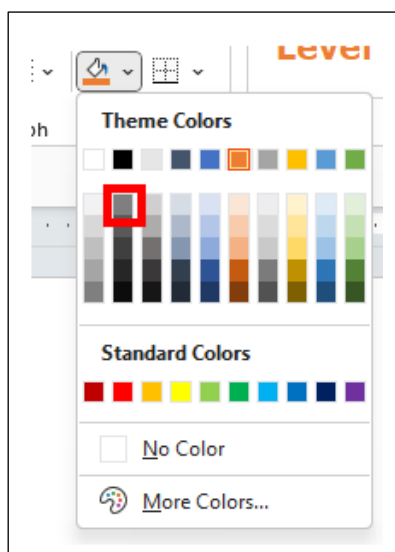 Level
ph
Theme Colors
Standard Colors
No Color
More Colors...